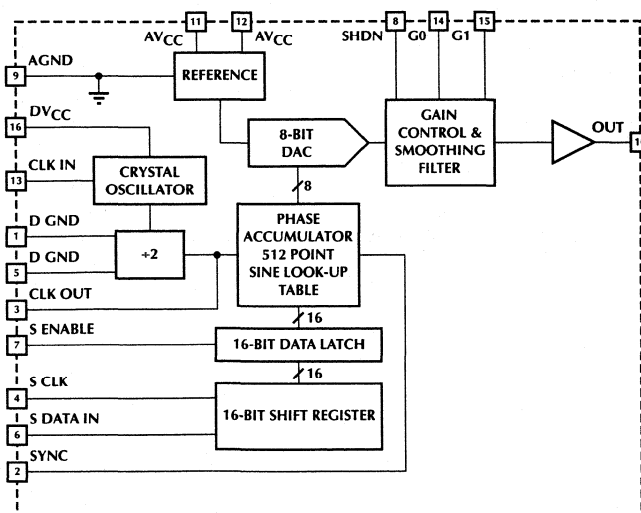 11
12
8
14
15
AVCC
AVCC
SHDN
G0
G1
9
AGND
REFERENCE
16
DVCC
8-BIT
DAC
GAIN
CONTROL &
SMOOTHING
FILTER
OUT
13
CLK IN
CRYSTAL
OSCILLATOR
8
1
D GND
÷2
PHASE
ACCUMULATOR
512 POINT
SINE LOOK-UP
TABLE
5
D GND
3
CLK OUT
16
7
S ENABLE
16-BIT DATA LATCH
16
4
S CLK
16-BIT SHIFT REGISTER
6
S DATA IN
2
SYNC